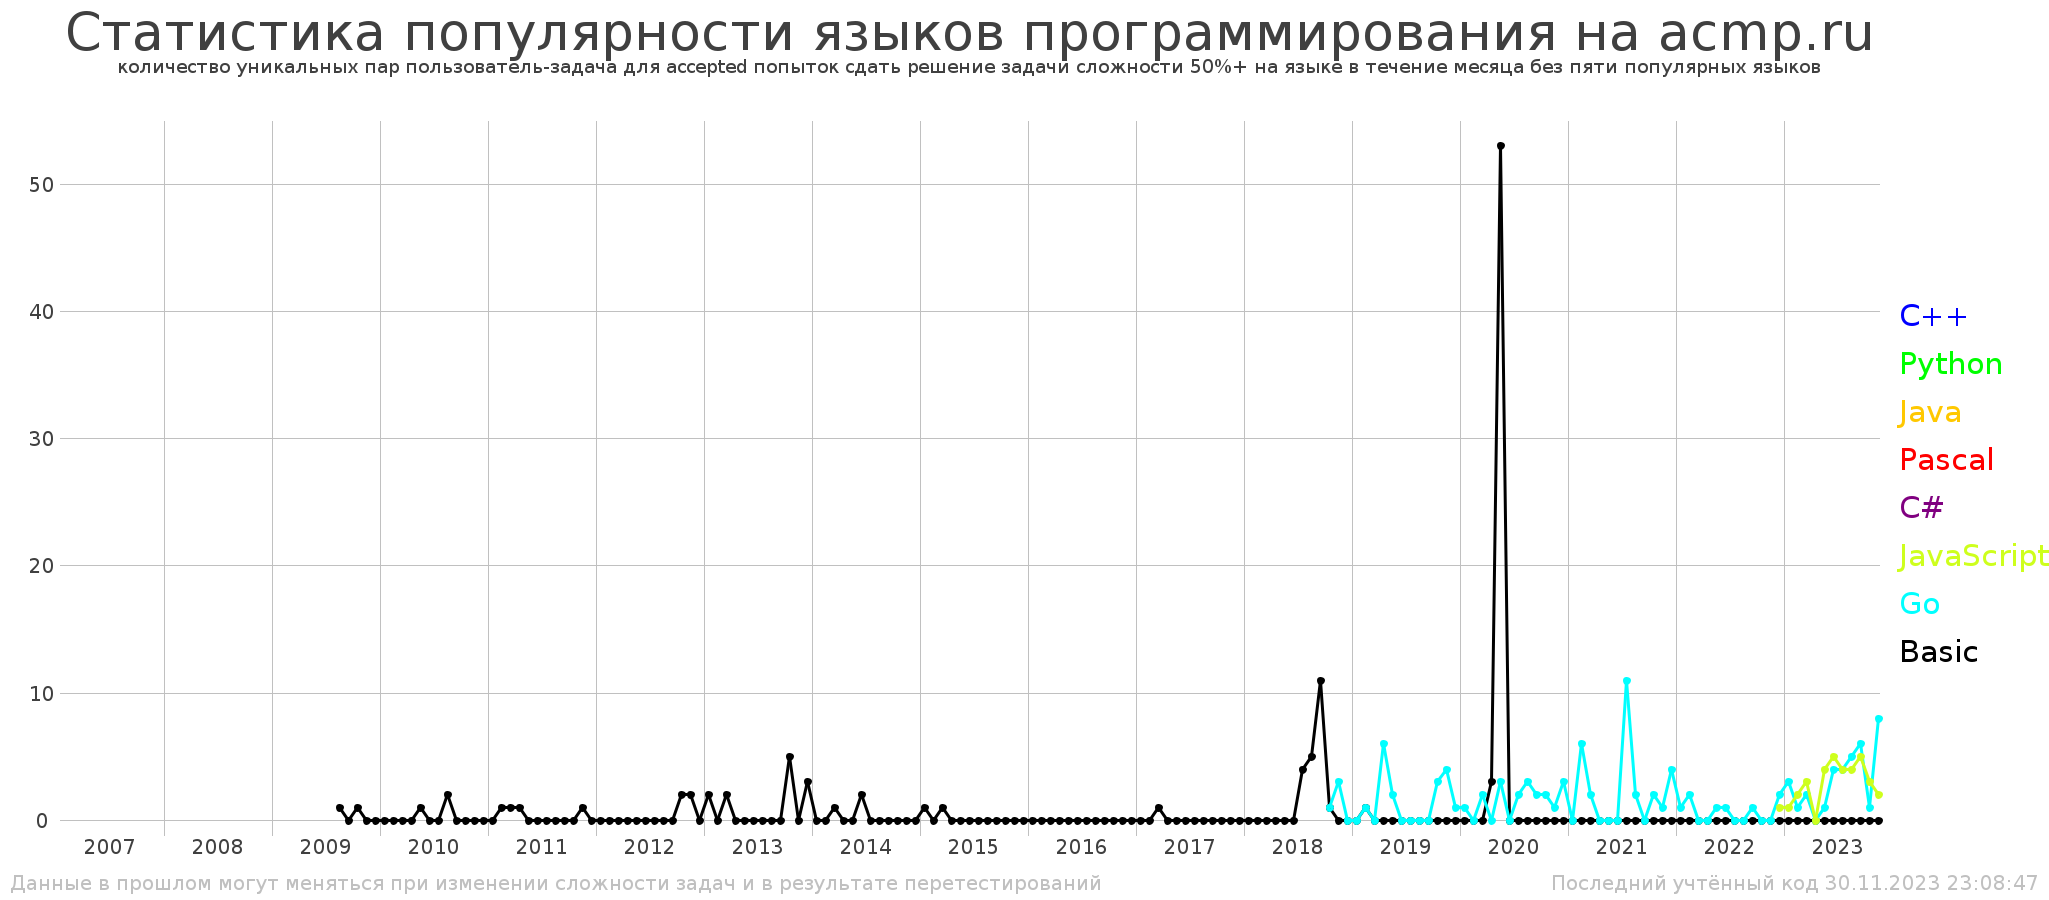 Статистика популярности языков программирования на acmp.ru
количество уникальных пар пользователь-задача для accepted попыток сдать решение задачи сложности 50%+ на языке в течение месяца без пяти популярных языков
50
40
30
20
10
0
C++
Python
Java
Pascal
C#
JavaScript
Go
Basic
2007 2008 2009 2010 2011 2012 2013 2014 2015 2016 2017 2018 2019 2020 2021 2022 2023
Данные в прошлом могут меняться при изменении сложности задач и в результате перетестирований
Последний учтённый код 30.11.2023 23:08:47